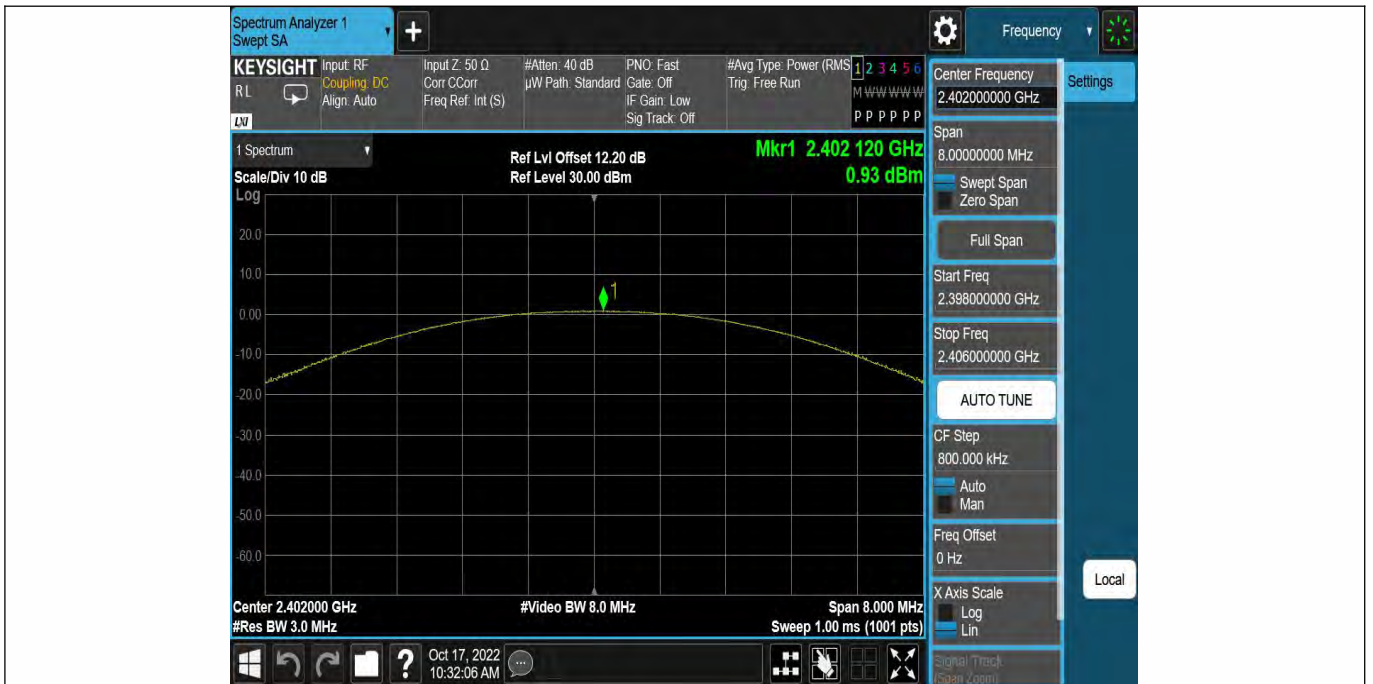 Spectrum Analyzer 1
Swept SA
Frequency
KEYSIGHT
RL
LXI
Input: RF
Coupling: DC
Align: Auto
Input Z: 50 Ω
Corr CCorr
Freq Ref: Int (S)
#Atten: 40 dB
µW Path: Standard
PNO: Fast
Gate: Off
IF Gain: Low
Sig Track: Off
#Avg Type: Power (RMS
Trig: Free Run
1 2 3 4 5 6
M W W W W W
P P P P P P
1 Spectrum
Scale/Div 10 dB
Log
Ref Lvl Offset 12.20 dB
Ref Level 30.00 dBm
Mkr1 2.402 120 GHz
0.93 dBm
20.0
10.0
0.00
-10.0
-20.0
-30.0
-40.0
-50.0
-60.0
1
Center 2.402000 GHz
#Res BW 3.0 MHz
#Video BW 8.0 MHz
Span 8.000 MHz
Sweep 1.00 ms (1001 pts)
Oct 17, 2022
10:32:06 AM
Center Frequency
2.402000000 GHz
Settings
Span
8.00000000 MHz
Swept Span
Zero Span
Full Span
Start Freq
2.398000000 GHz
Stop Freq
2.406000000 GHz
AUTO TUNE
CF Step
800.000 kHz
Auto
Man
Freq Offset
0 Hz
X Axis Scale
Log
Lin
Local
Signal Track
(Span Zoom)